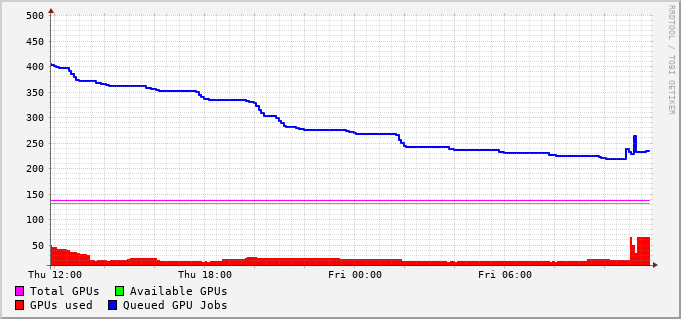 500
450
400
350
300
250
200
150
100
50
Thu 12:00 Thu 18:00 Fri 00:00 Fri 06:00
Total GPUs Available GPUs
GPUs used Queued GPU Jobs
RRDTOOL / TOBI OETIKER